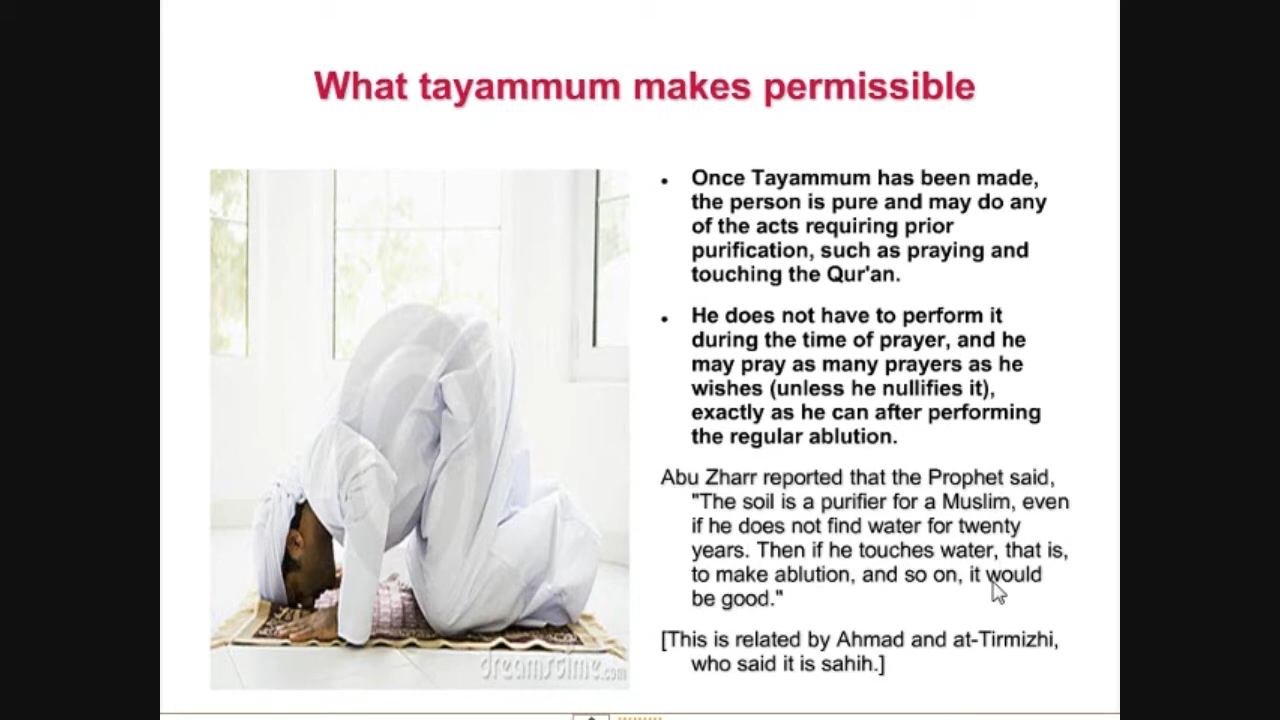 What tayammum makes permissible
• Once Tayammum has been made,
the person is pure and may do any
of the acts requiring prior
purification, such as praying and
touching the Qur'an.
• He does not have to perform it
during the time of prayer, and he
may pray as many prayers as he
wishes (unless he nullifies it),
exactly as he can after performing
the regular ablution.
Abu Zharr reported that the Prophet said,
"The soil is a purifier for a Muslim, even
if he does not find water for twenty
years. Then if he touches water, that is,
to make ablution, and so on, it would
be good."
[This is related by Ahmad and at-Tirmizhi,
who said it is sahih.]
dreamstime.com